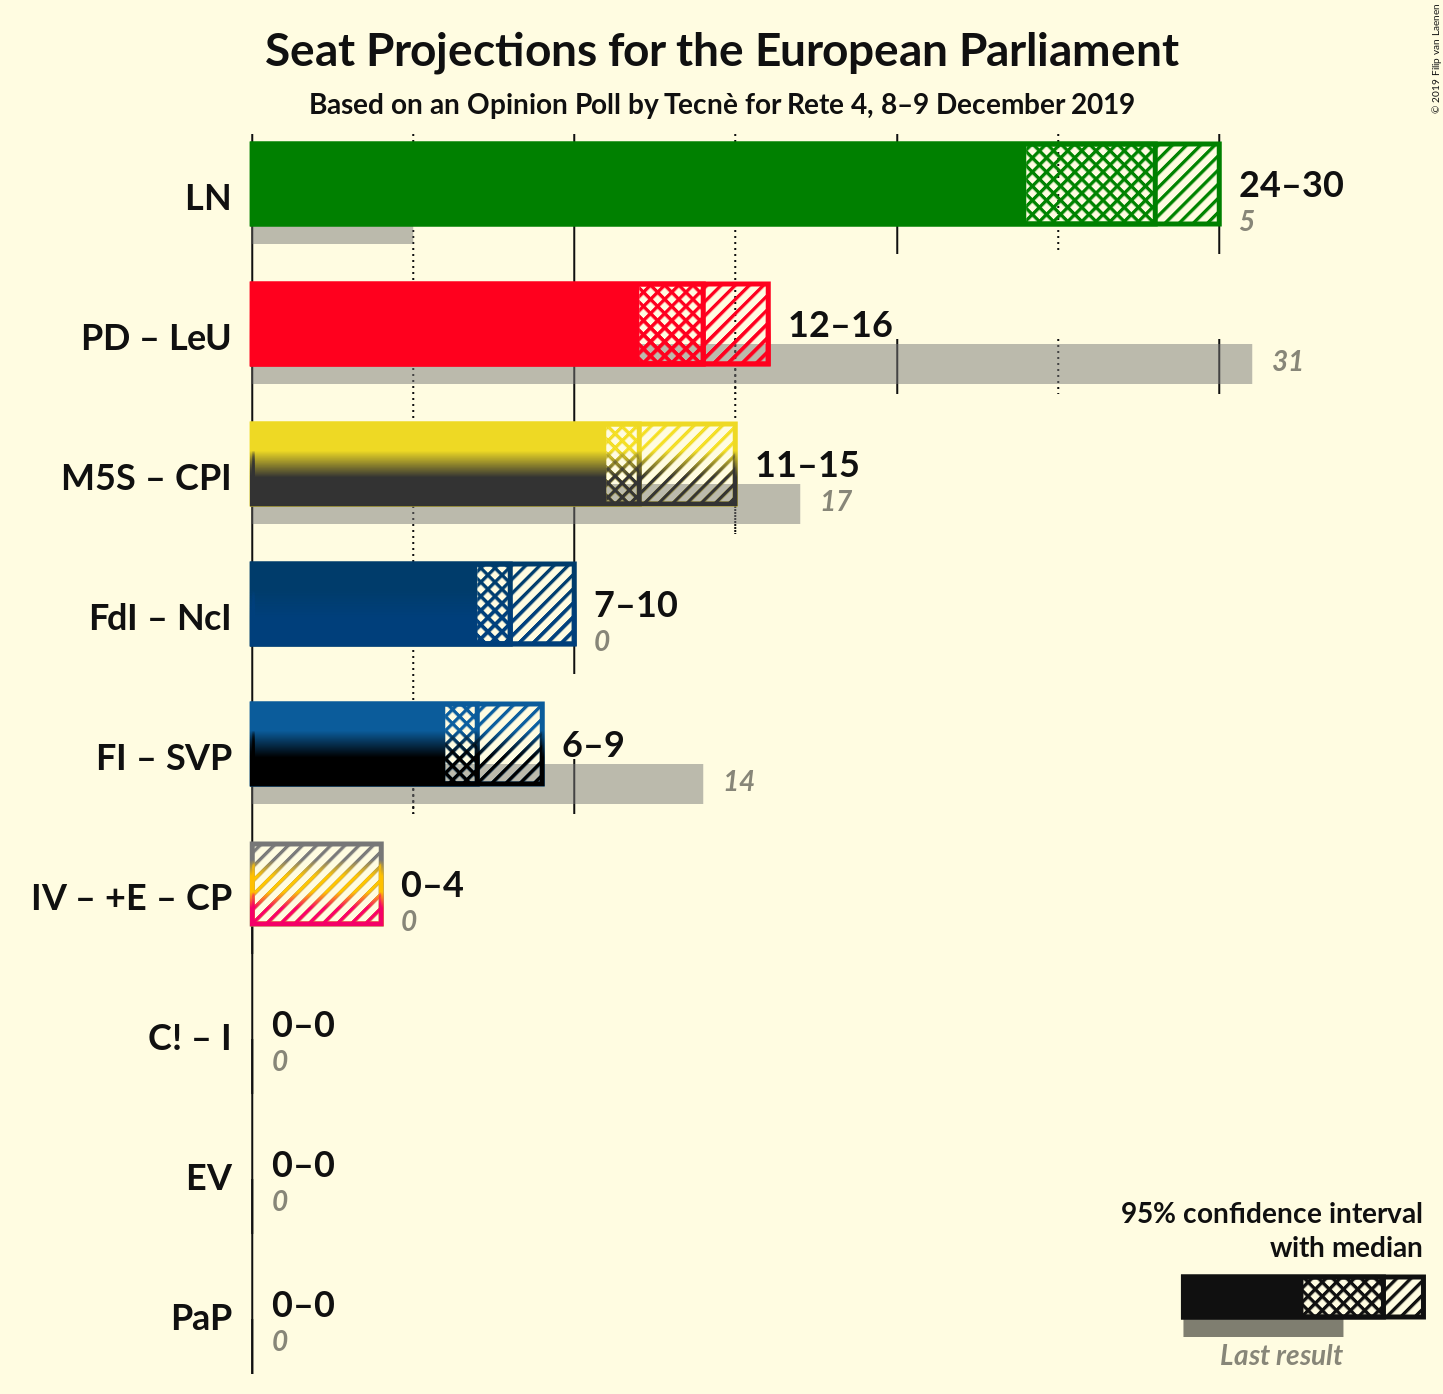 Seat Projections for the European Parliament
Based on an Opinion Poll by Tecnè for Rete 4, 8–9 December 2019
© 2019 Filip van Laenen
LN
24–30
5
PD – LeU
12–16
31
M5S – CPI
11–15
17
FdI – NcI
7–10
0
FI – SVP
6–9
14
IV – +E – CP
0–4
0
C! – I
0–0
0
EV
0–0
0
PaP
0–0
0
95% confidence interval
with median
Last result